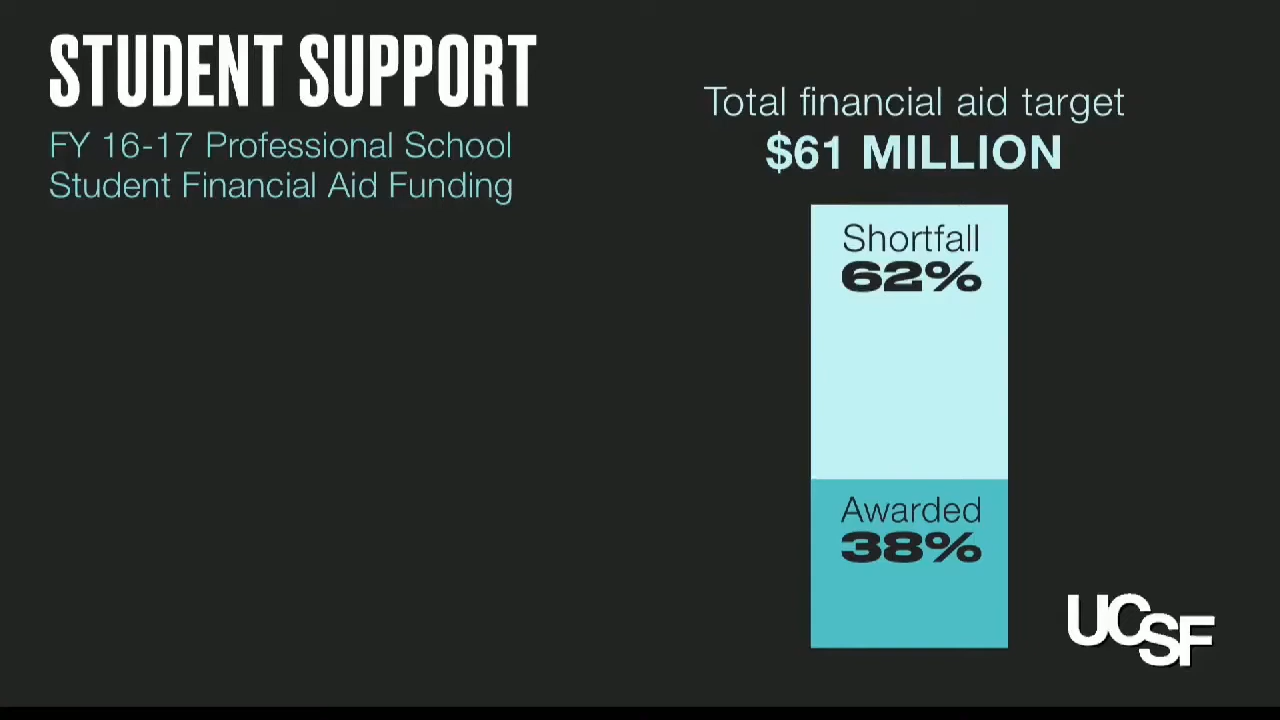 STUDENT SUPPORT
FY 16-17 Professional School
Student Financial Aid Funding
Total financial aid target
$61 MILLION
Shortfall
62%
Awarded
38%
UCSF